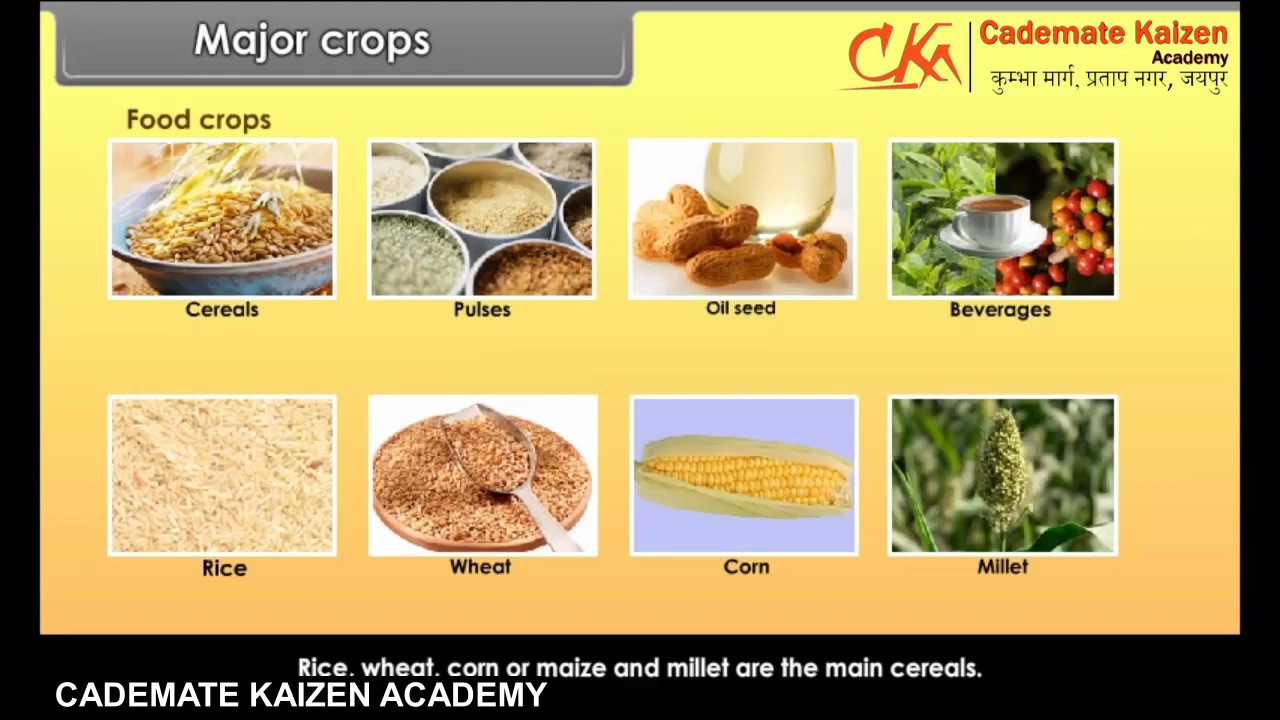 Major crops
CKA
Cademate Kaizen
Academy
कुम्भा मार्ग, प्रताप नगर, जयपुर
Food crops
Cereals
Pulses
Oil seed
Beverages
Rice
Wheat
Corn
Millet
Rice, wheat, corn or maize and millet are the main cereals.
CADEMATE KAIZEN ACADEMY